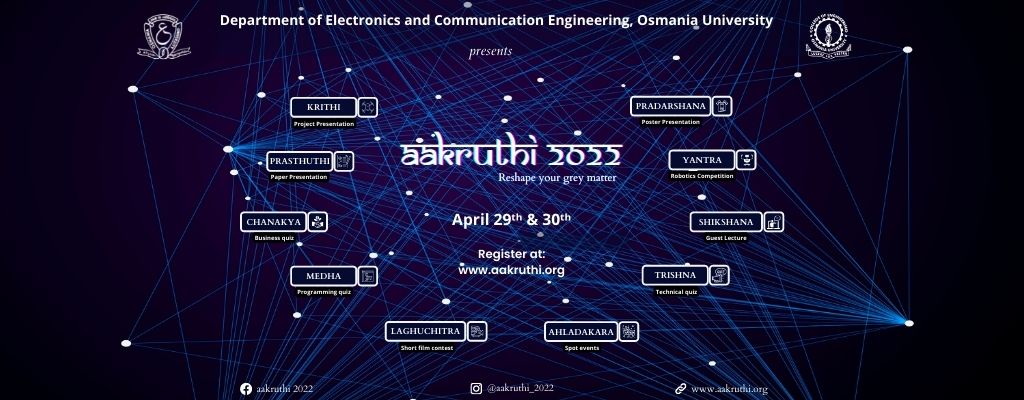 Department of Electronics and Communication Engineering, Osmania University
presents
KRITHI
Project Presentation
PRADARSHANA
Poster Presentation
aakruthi 2022
Reshape your grey matter
PRASTHUTHI
Paper Presentation
YANTRA
Robotics Competition
CHANAKYA
Business quiz
April 29th & 30th
SHIKSHANA
Guest Lecture
Register at:
www.aakruthi.org
MEDHA
Programming quiz
TRISHNA
Technical quiz
LAGHUCHITRA
Short film contest
AHLADAKARA
Spot events
aakruthi 2022
@aakruthi_2022
www.aakruthi.org